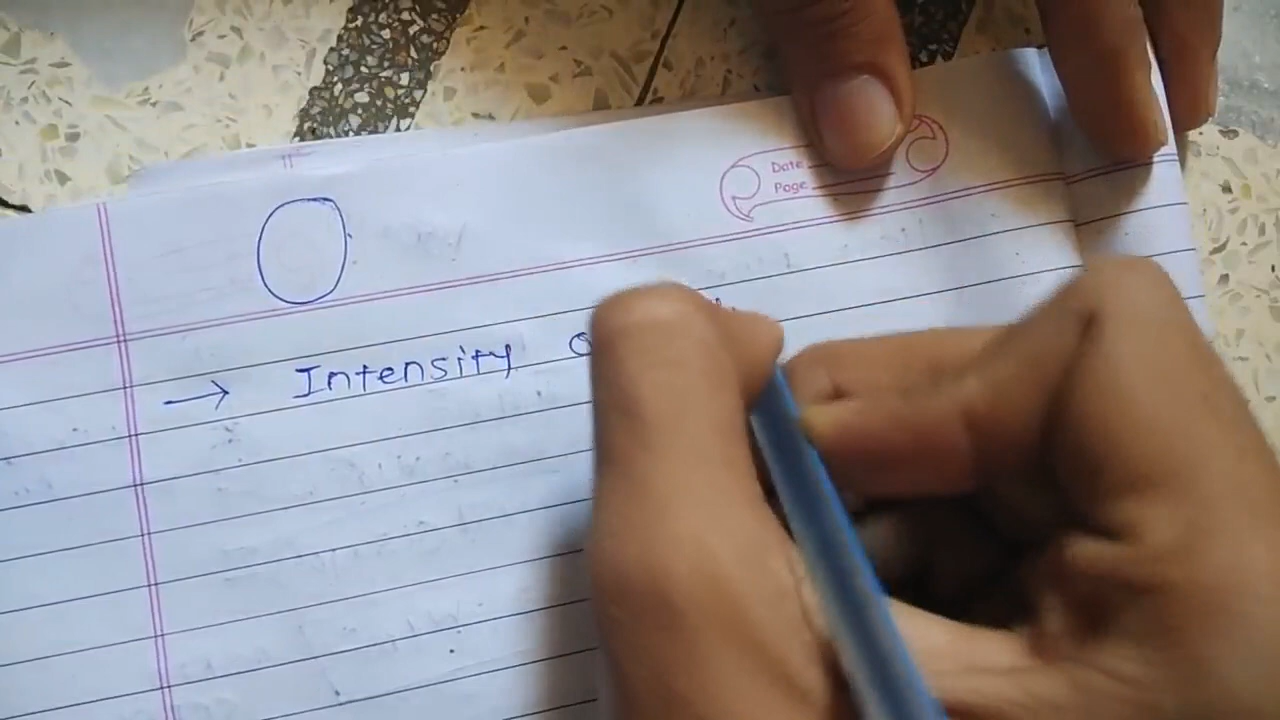 Date
Page
→ Intensity